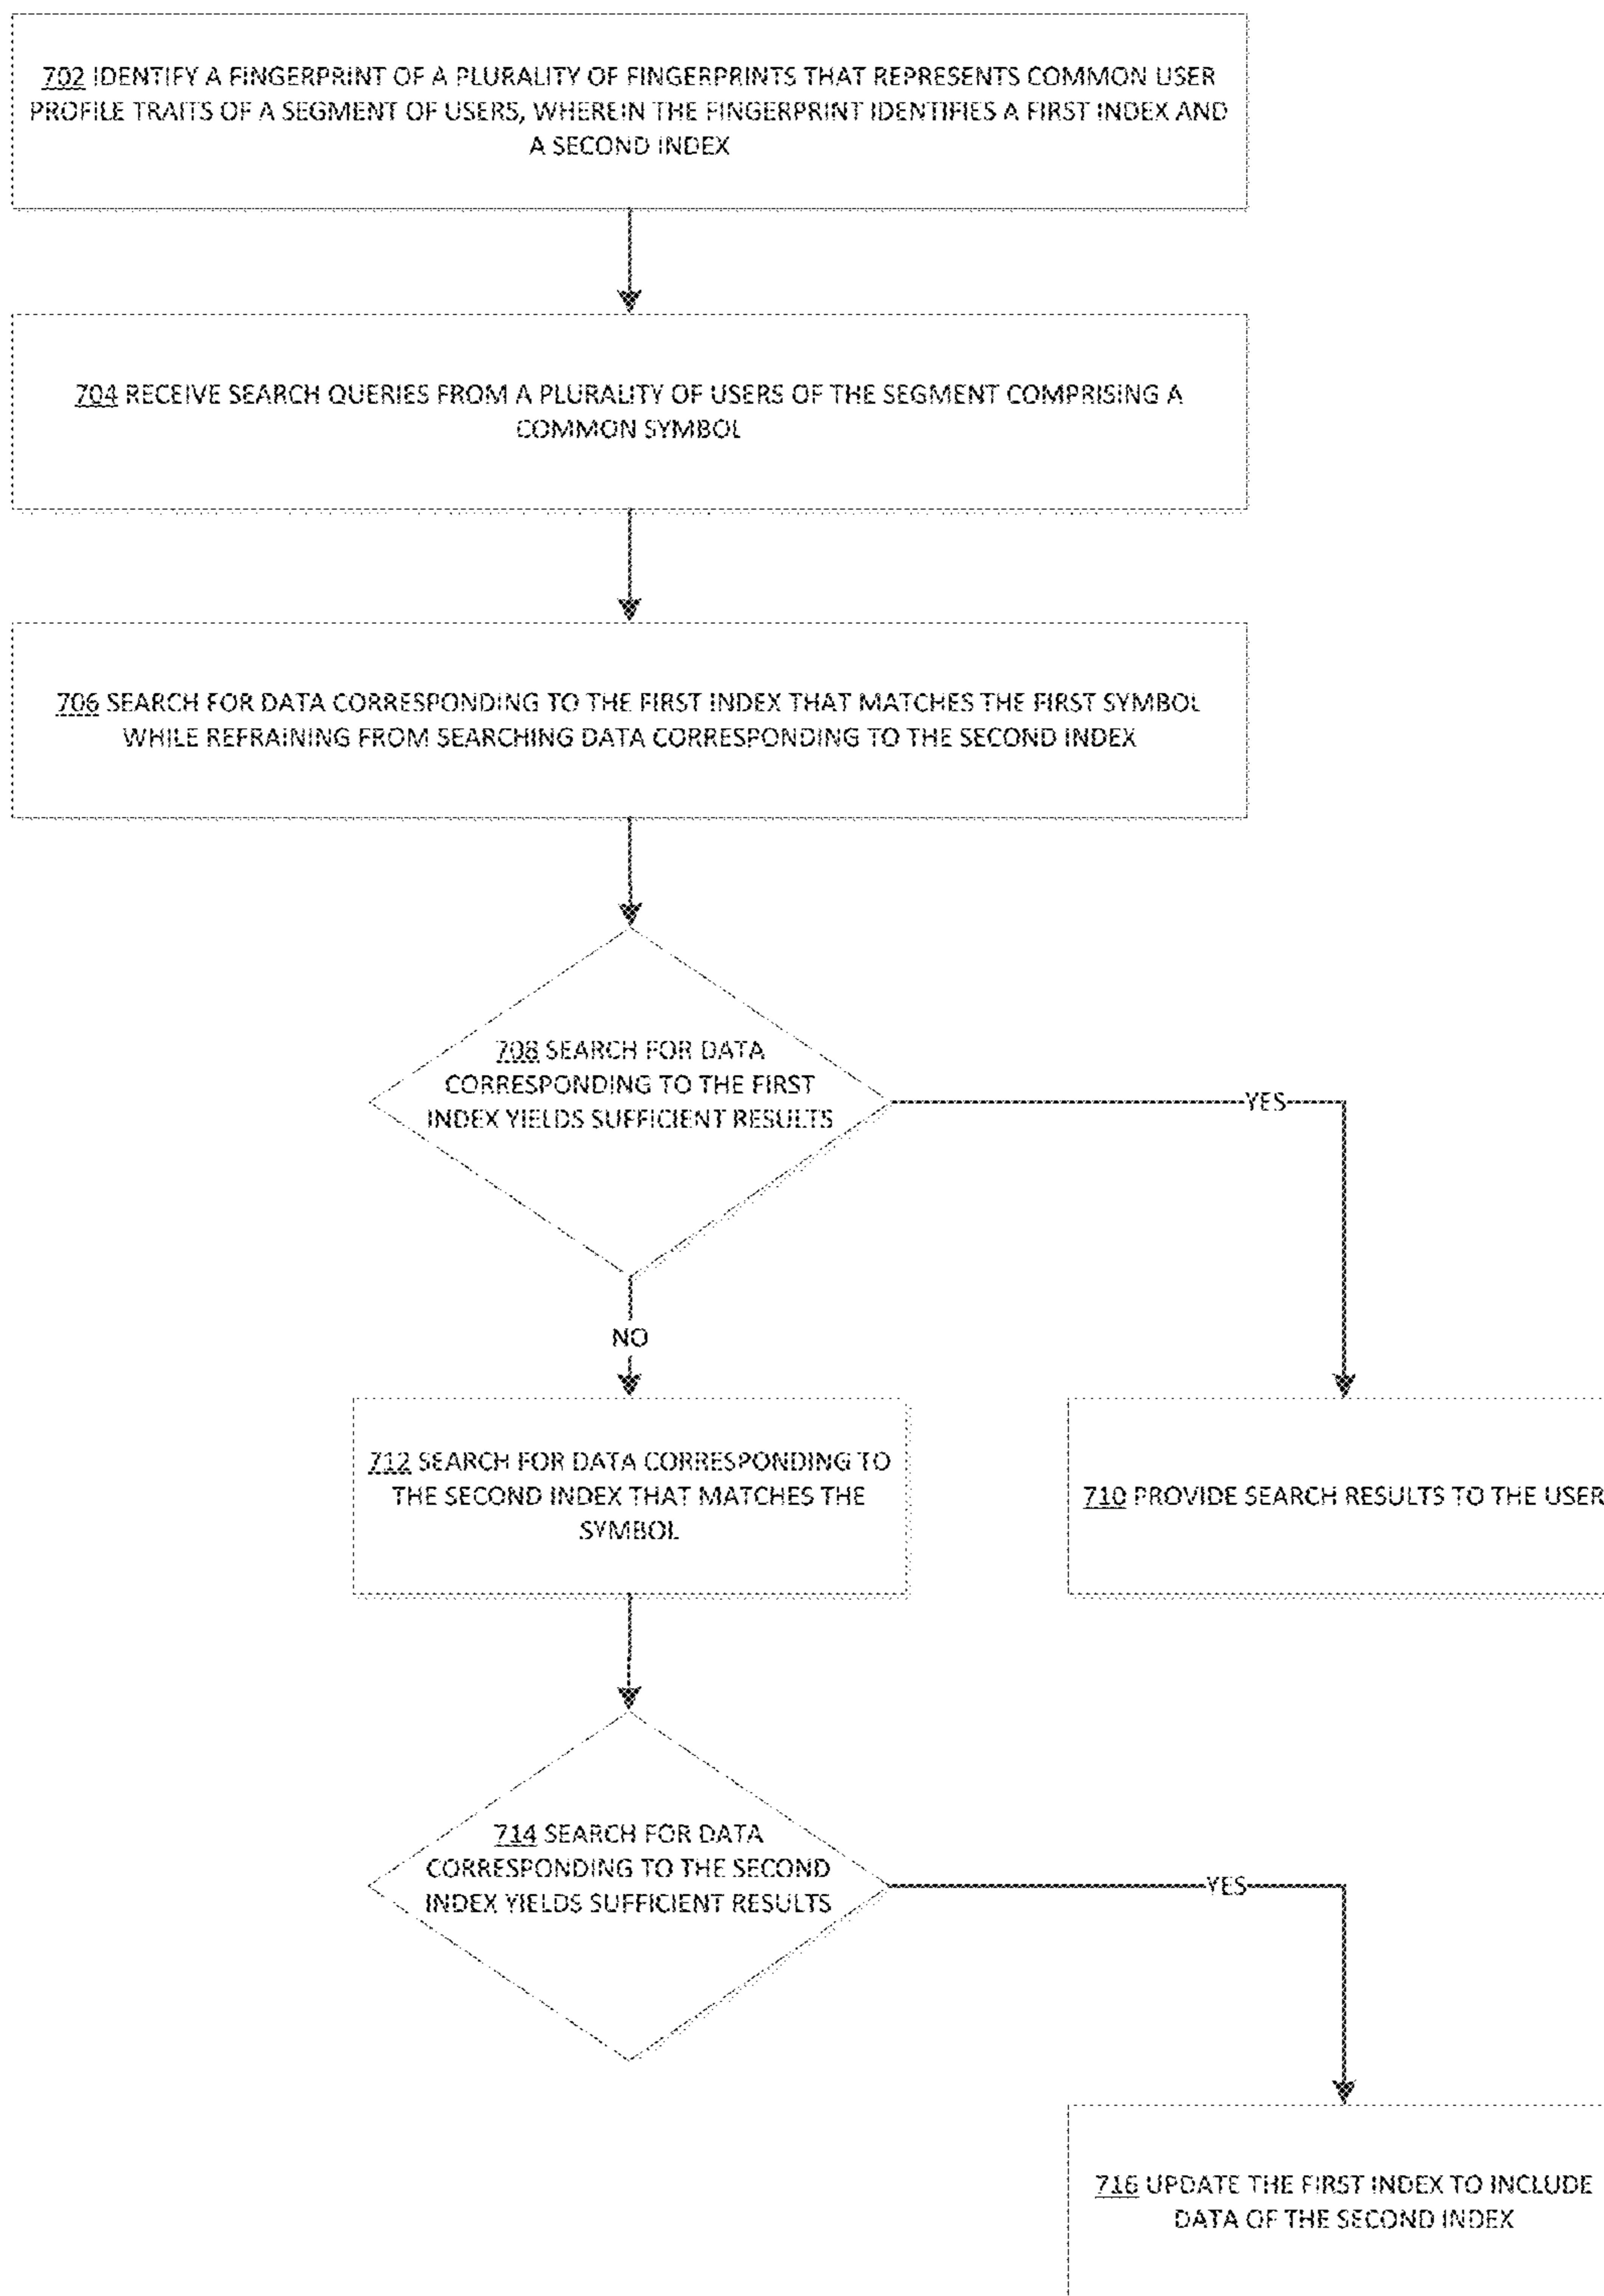 702 IDENTIFY A FINGERPRINT OF A PLURALITY OF FINGERPRINTS THAT REPRESENTS COMMON USER
PROFILE TRAITS OF A SEGMENT OF USERS, WHEREIN THE FINGERPRINT IDENTIFIES A FIRST INDEX AND
A SECOND INDEX
704 RECEIVE SEARCH QUERIES FROM A PLURALITY OF USERS OF THE SEGMENT COMPRISING A
COMMON SYMBOL
706 SEARCH FOR DATA CORRESPONDING TO THE FIRST INDEX THAT MATCHES THE FIRST SYMBOL
WHILE REFRAINING FROM SEARCHING DATA CORRESPONDING TO THE SECOND INDEX
708 SEARCH FOR DATA
CORRESPONDING TO THE FIRST
INDEX YIELDS SUFFICIENT RESULTS
YES
NO
712 SEARCH FOR DATA CORRESPONDING TO
THE SECOND INDEX THAT MATCHES THE
SYMBOL
710 PROVIDE SEARCH RESULTS TO THE USER
714 SEARCH FOR DATA
CORRESPONDING TO THE SECOND
INDEX YIELDS SUFFICIENT RESULTS
YES
716 UPDATE THE FIRST INDEX TO INCLUDE
DATA OF THE SECOND INDEX